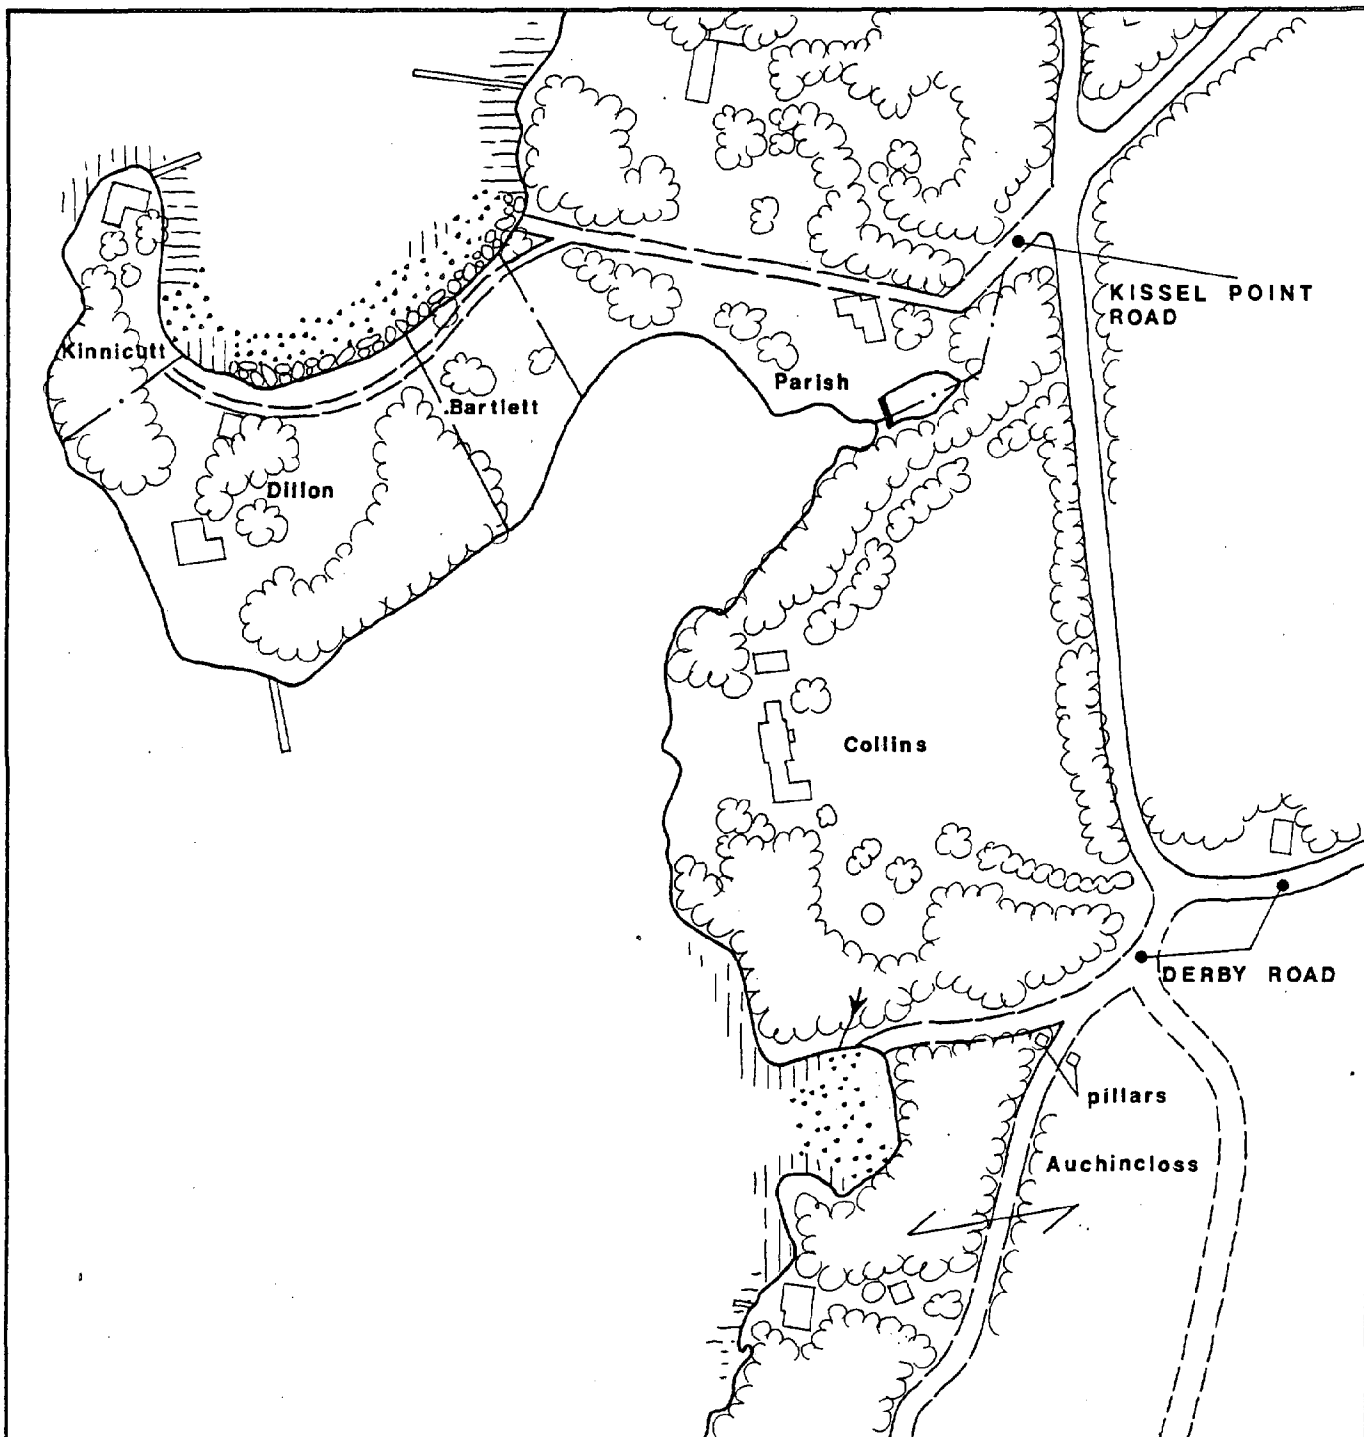 KISSEL POINT
ROAD
Kinnicutt
Parish
Bartlett
Dillon
Collins
DERBY ROAD
pillars
Auchincloss